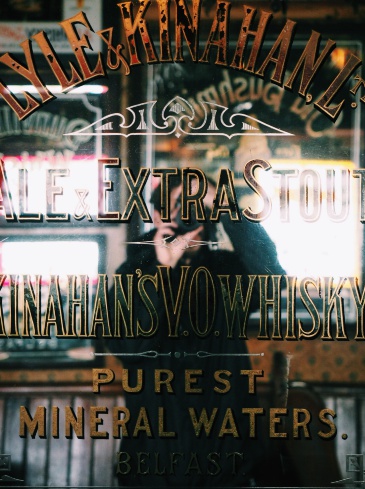 LYLE & KINAHAN, LTD
ALE & EXTRA STOUT
KINAHAN'S V.O. WHISKY
PUREST
MINERAL WATERS.
BELFAST.